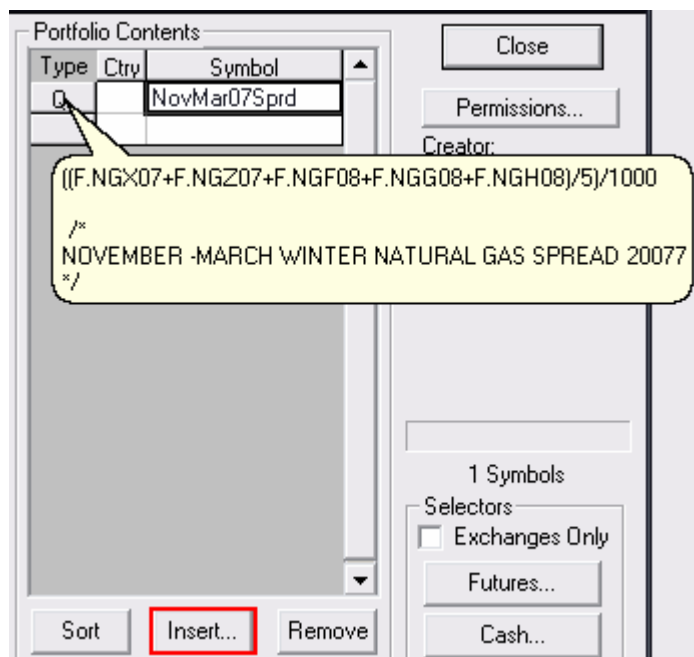 Portfolio Contents
Close
Type Ctry Symbol
Q NovMar07Sprd
Permissions...
Creator:
((F.NGX07+F.NGZ07+F.NGF08+F.NGG08+F.NGH08)/5)/1000
/*
NOVEMBER -MARCH WINTER NATURAL GAS SPREAD 20077
*/
1 Symbols
Selectors
Exchanges Only
Futures...
Sort Insert... Remove
Cash...